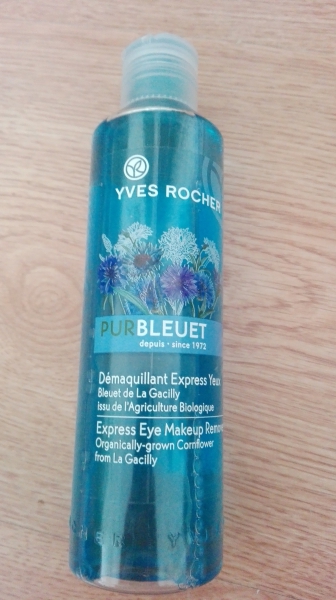 YVES ROCHER
PURBLEUET
depuis - since 1972
Démaquillant Express Yeux
Bleuet de La Gacilly
Issu de l'Agriculture Biologique
Express Eye Makeup Remov
Organically-grown Cornflower
from La Gacilly